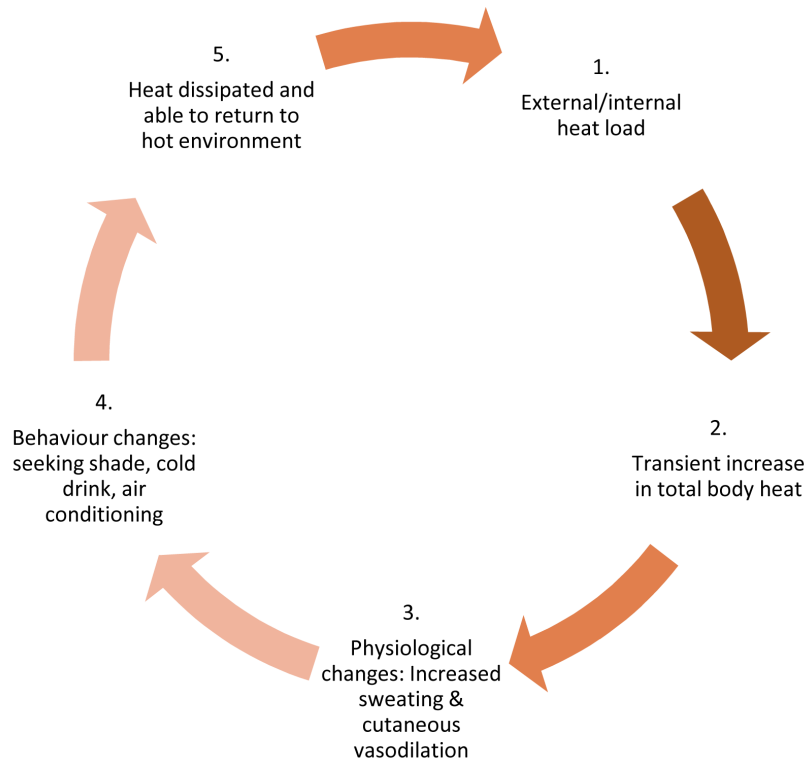 1.
External/internal
heat load
2.
Transient increase
in total body heat
3.
Physiological
changes: Increased
sweating &
cutaneous
vasodilation
4.
Behaviour changes:
seeking shade, cold
drink, air
conditioning
5.
Heat dissipated and
able to return to
hot environment